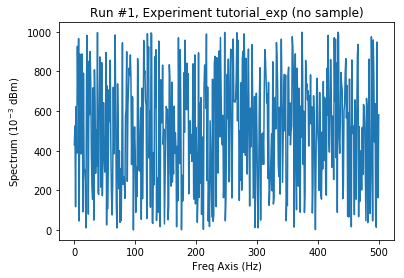 Run #1, Experiment tutorial_exp (no sample)
1000
800
600
400
200
0
Spectrum (10⁻³ dBm)
0 100 200 300 400 500
Freq Axis (Hz)